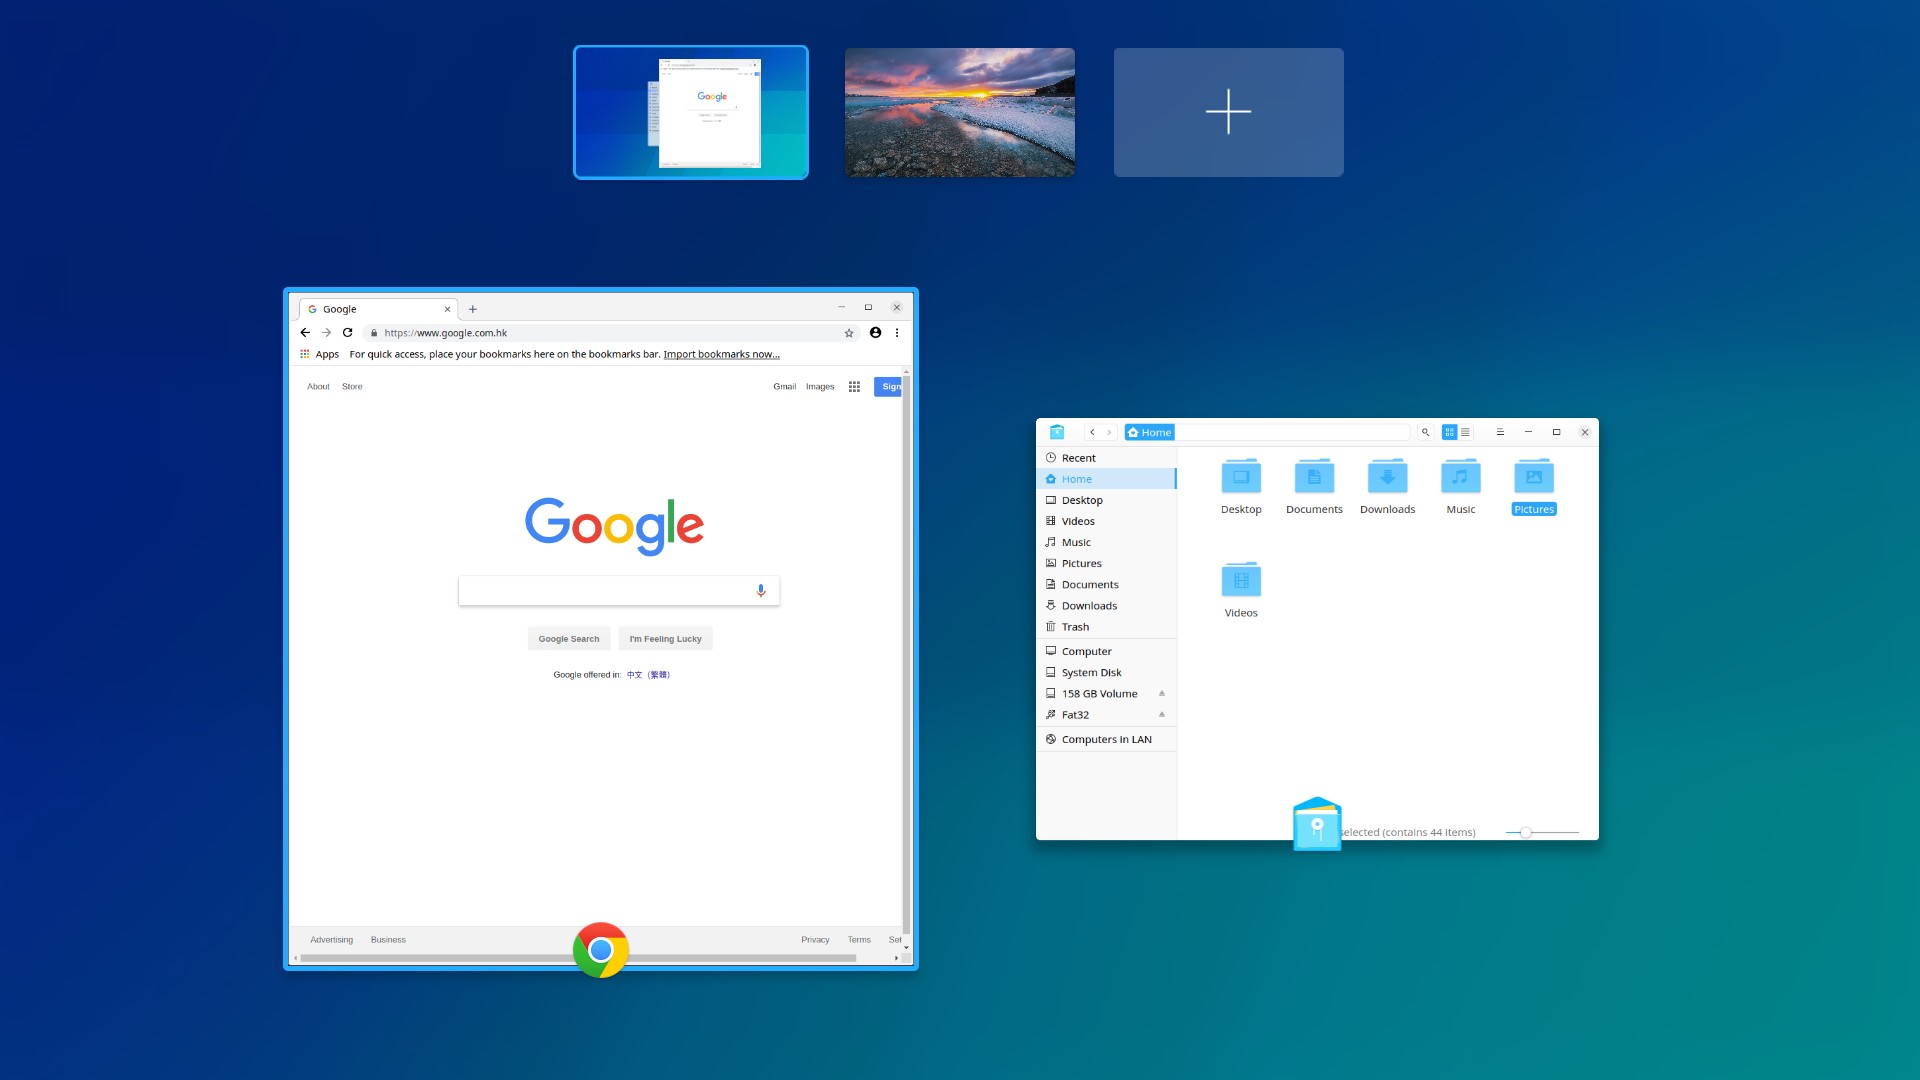 Google
Google
https://www.google.com.hk
Apps For quick access, place your bookmarks here on the bookmarks bar. Import bookmarks now...
About Store Gmail Images Sign
Google
Google Search I'm Feeling Lucky
Google offered in: 中文（繁體）
Advertising Business Privacy Terms Set
Home
Recent
Home
Desktop
Videos
Music
Pictures
Documents
Downloads
Trash
Computer
System Disk
158 GB Volume
Fat32
Computers in LAN
Desktop Documents Downloads Music Pictures
Videos
selected (contains 44 items)